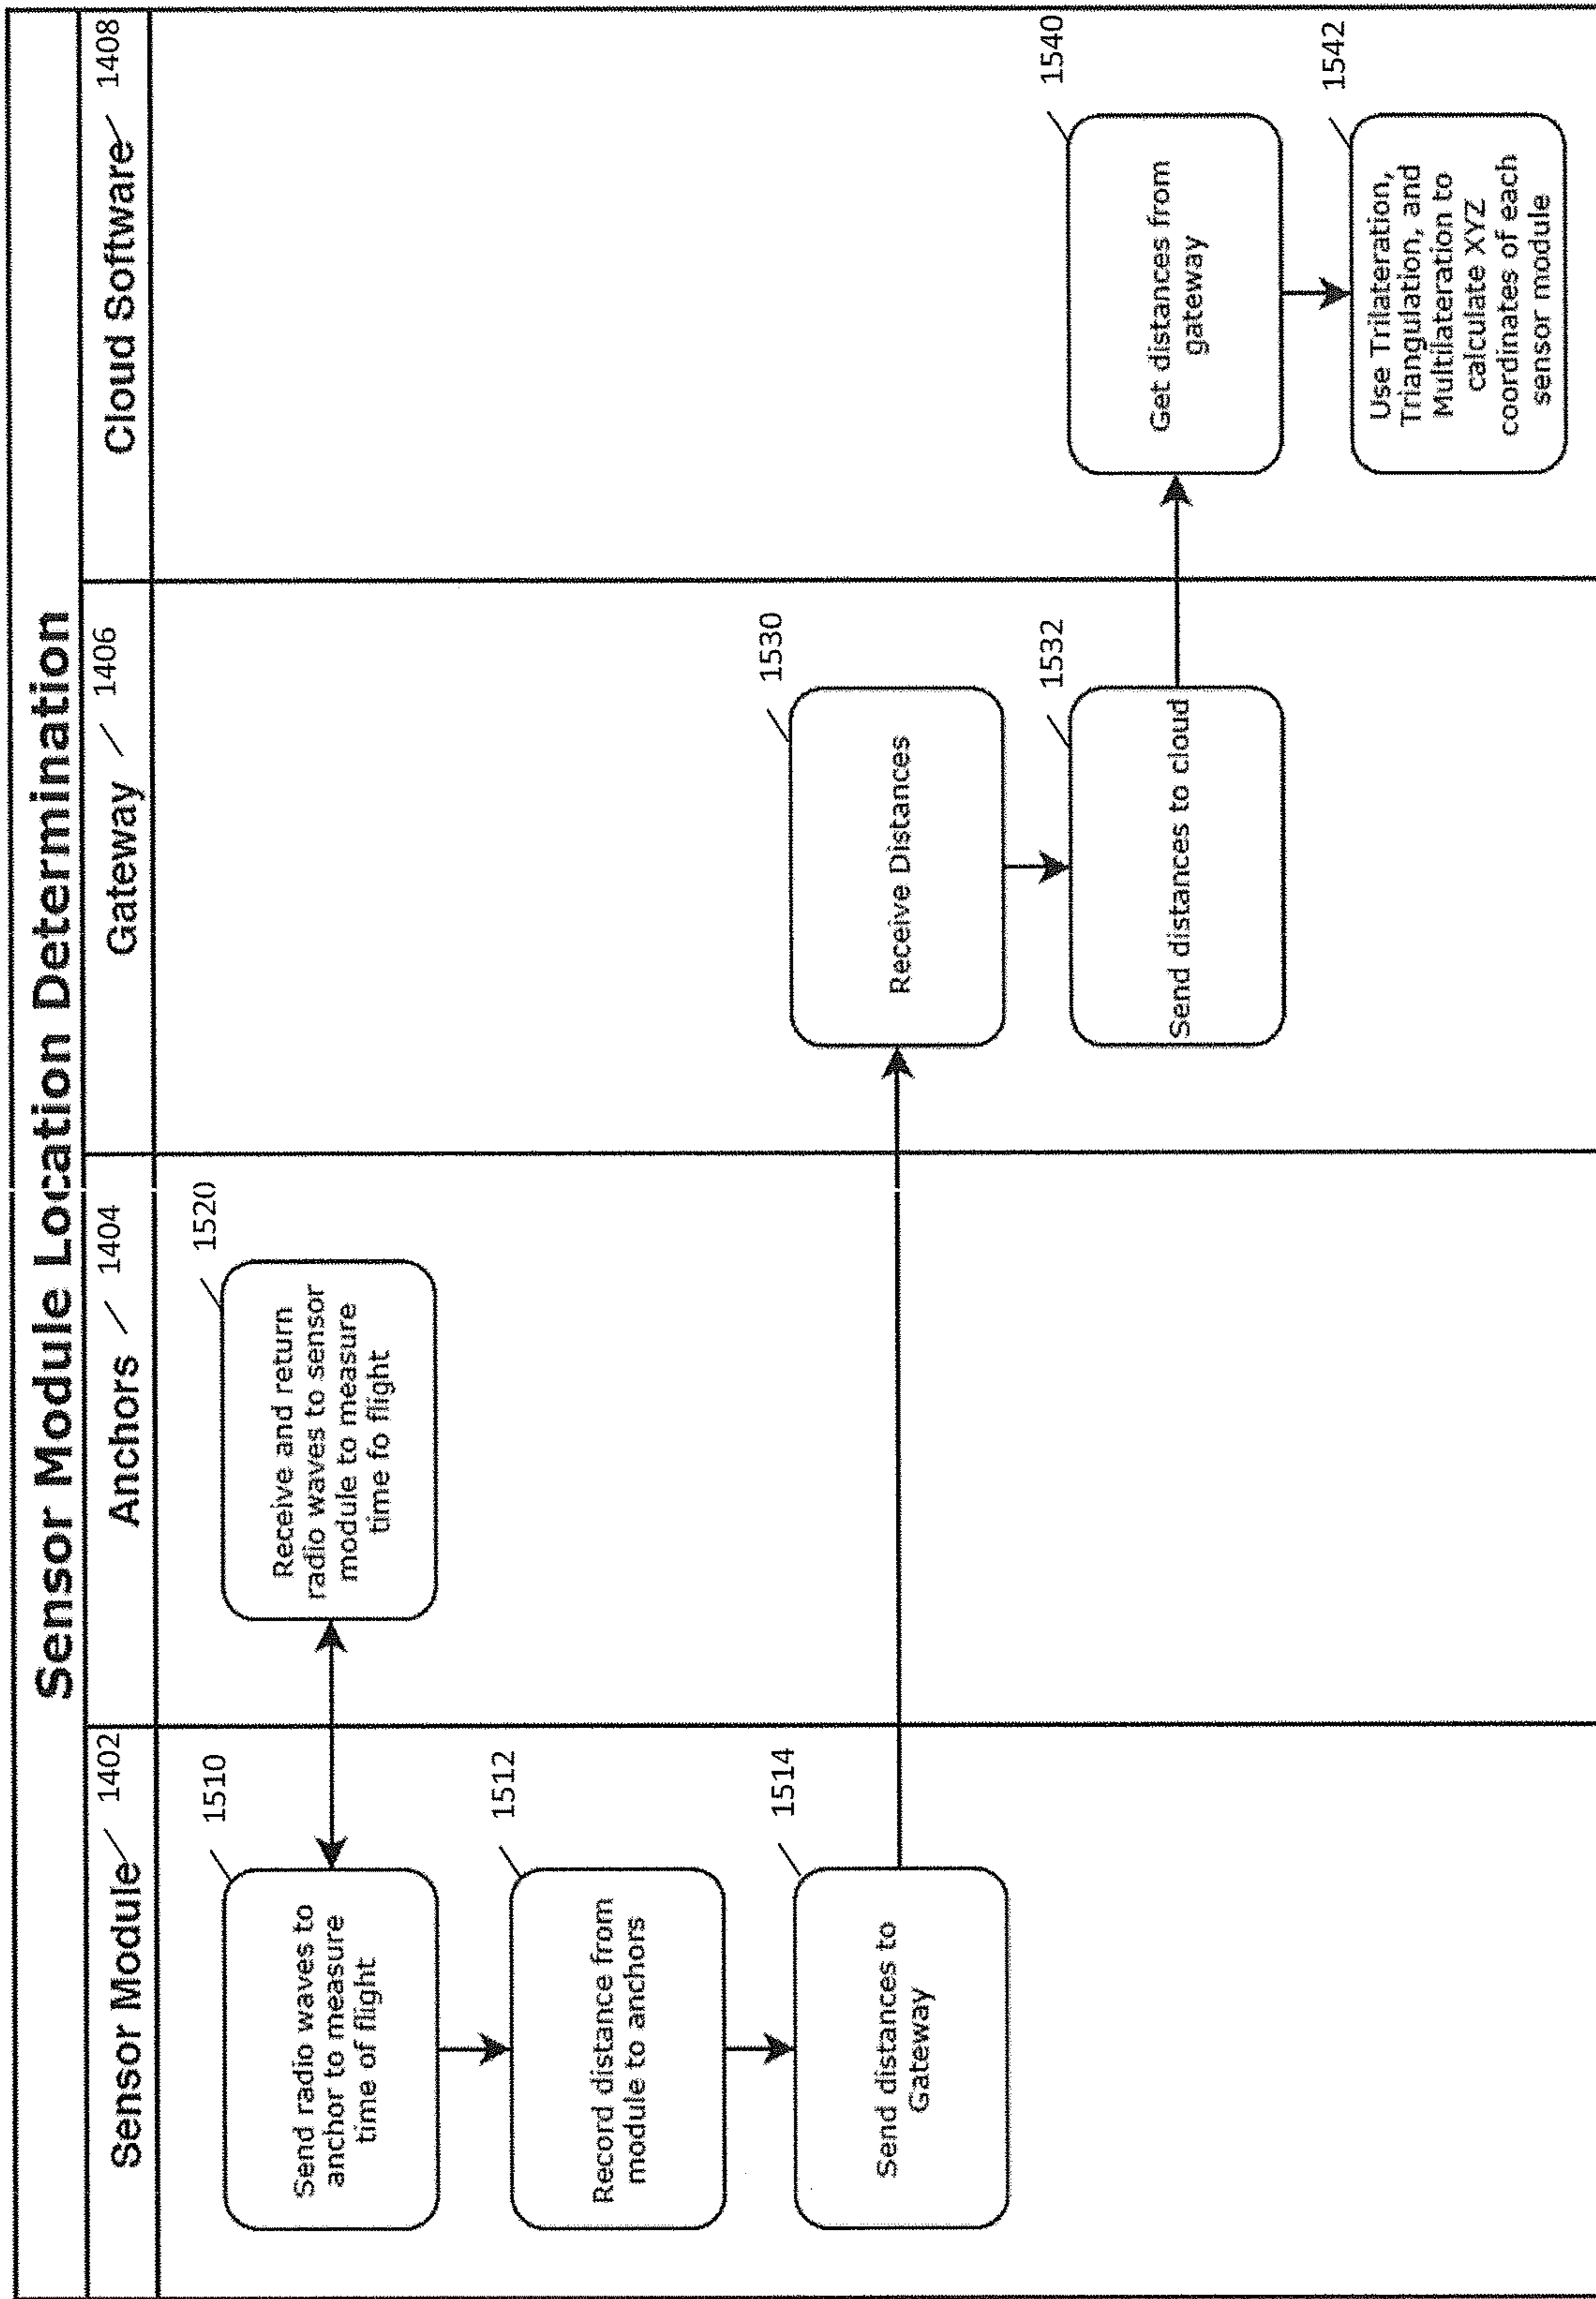 Sensor Module Location Determination
Sensor Module 1402
Anchors 1404
Gateway 1406
Cloud Software 1408
1510
Send radio waves to
anchor to measure
time of flight
1520
Receive and return
radio waves to sensor
module to measure
time fo flight
1512
Record distance from
module to anchors
1514
Send distances to
Gateway
1530
Receive Distances
1532
Send distances to cloud
1540
Get distances from
gateway
1542
Use Trilateration,
Triangulation, and
Multilateration to
calculate XYZ
coordinates of each
sensor module